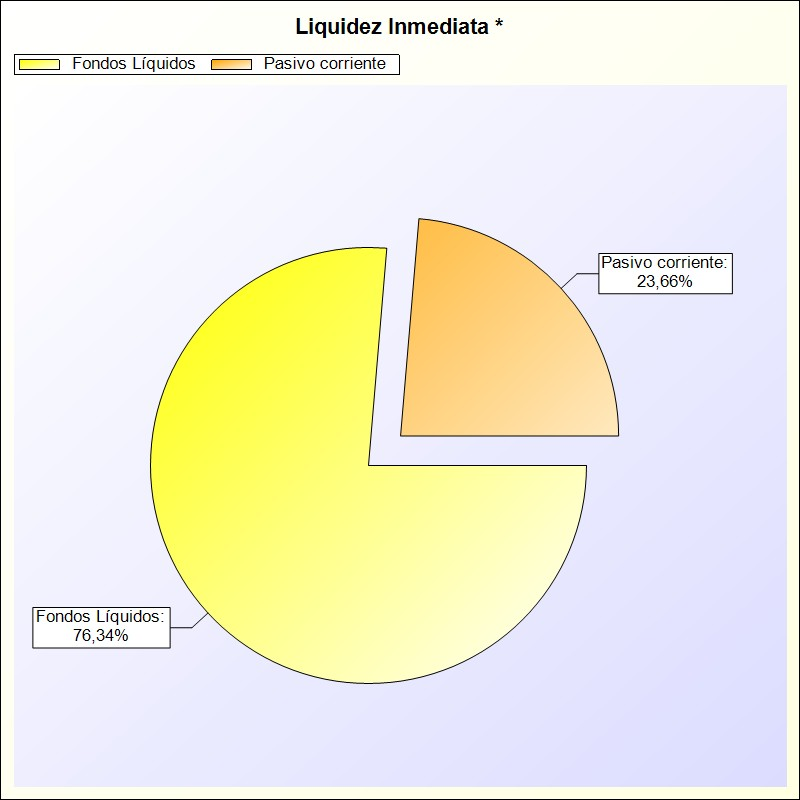 Liquidez Inmediata *
Fondos Líquidos Pasivo corriente
Pasivo corriente:
23,66%
Fondos Líquidos:
76,34%